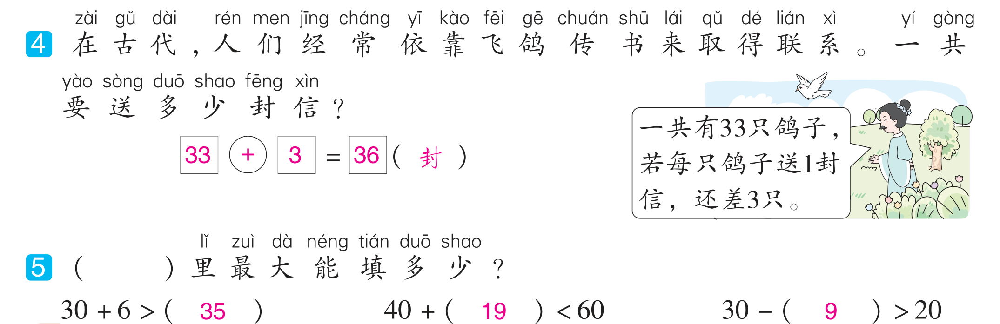 zài gǔ dài rén men jīng cháng yī kào fēi gē chuán shū lái qǔ dé lián xì yí gòng
4 在古代，人们经常依靠飞鸽传书来取得联系。一共
yào sòng duō shao fēng xìn
要送多少封信？
33 + 3 = 36（封）
一共有33只鸽子，
若每只鸽子送1封
信，还差3只。
lǐ zuì dà néng tián duō shao
5 （ ）里最大能填多少？
30 + 6 >（ 35 ） 40 +（ 19 ）< 60 30 −（ 9 ）> 20